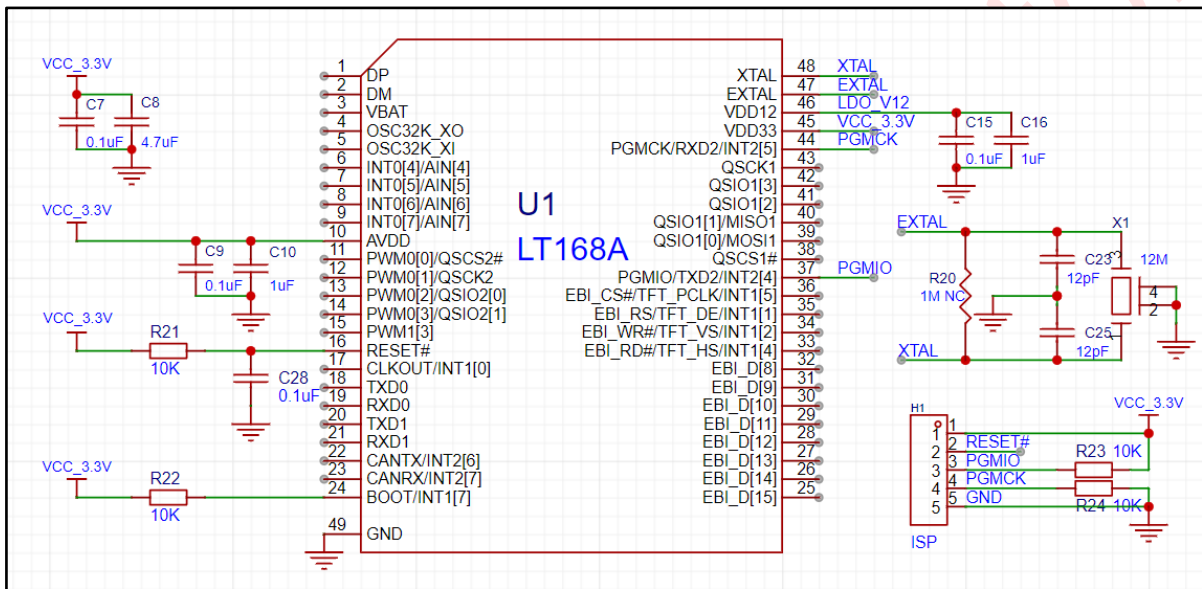 VCC_3.3V
C7
0.1uF
C8
4.7uF
VCC_3.3V
C9
0.1uF
C10
1uF
VCC_3.3V
R21
10K
C28
0.1uF
VCC_3.3V
R22
10K
U1
LT168A
1 DP
2 DM
3 VBAT
4 OSC32K_XO
5 OSC32K_XI
6 INT0[4]/AIN[4]
7 INT0[5]/AIN[5]
8 INT0[6]/AIN[6]
9 INT0[7]/AIN[7]
10 AVDD
11 PWM0[0]/QSCS2#
12 PWM0[1]/QSCK2
13 PWM0[2]/QSIO2[0]
14 PWM0[3]/QSIO2[1]
15 PWM1[3]
16 RESET#
17 CLKOUT/INT1[0]
18 TXD0
19 RXD0
20 TXD1
21 RXD1
22 CANTX/INT2[6]
23 CANRX/INT2[7]
24 BOOT/INT1[7]
49 GND
XTAL 48 XTAL
EXTAL 47 EXTAL
VDD12 46 LDO_V12
VDD33 45 VCC_3.3V
PGMCK/RXD2/INT2[5] 44 PGMCK
QSCK1 43
QSIO1[3] 42
QSIO1[2] 41
QSIO1[1]/MISO1 40
QSIO1[0]/MOSI1 39
QSCS1# 38
PGMIO/TXD2/INT2[4] 37 PGMIO
EBI_CS#/TFT_PCLK/INT1[5] 36
EBI_RS/TFT_DE/INT1[1] 35
EBI_WR#/TFT_VS/INT1[2] 34
EBI_RD#/TFT_HS/INT1[4] 33
EBI_D[8] 32
EBI_D[9] 31
EBI_D[10] 30
EBI_D[11] 29
EBI_D[12] 28
EBI_D[13] 27
EBI_D[14] 26
EBI_D[15] 25
C15
0.1uF
C16
1uF
EXTAL
X1
R20
1M NC
C23
12pF
3
12M
4
2
C25
12pF
1
XTAL
H1
VCC_3.3V
1 1
2 2 RESET#
3 3 PGMIO
R23 10K
4 4 PGMCK
5 5 GND
R24 10K
ISP